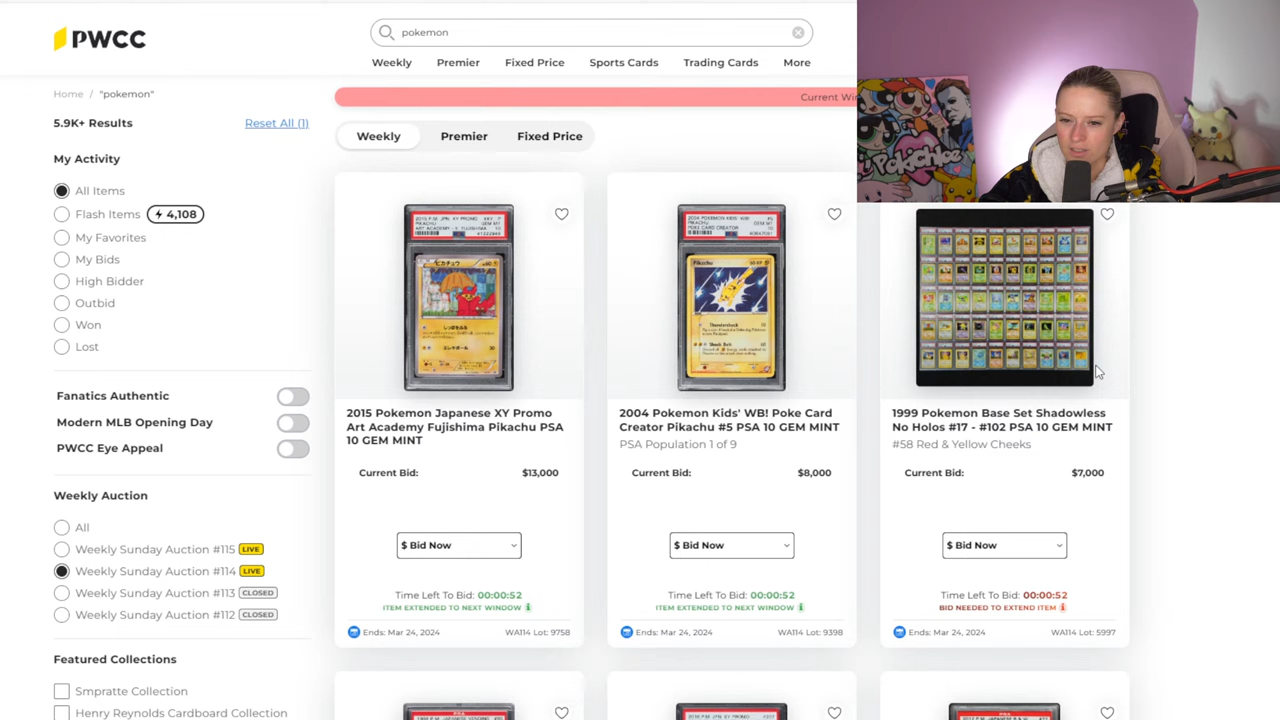 PWCC
pokemon
Weekly Premier Fixed Price Sports Cards Trading Cards More
Home / "pokemon"
Current Wi
5.9K+ Results Reset All (1)
Weekly Premier Fixed Price
My Activity
All Items
Flash Items 4,108
My Favorites
My Bids
High Bidder
Outbid
Won
Lost
Fanatics Authentic
Modern MLB Opening Day
PWCC Eye Appeal
Weekly Auction
All
Weekly Sunday Auction #115 LIVE
Weekly Sunday Auction #114 LIVE
Weekly Sunday Auction #113 CLOSED
Weekly Sunday Auction #112 CLOSED
Featured Collections
Smpratte Collection
Henry Reynolds Cardboard Collection
ピカチュウ
2015 Pokemon Japanese XY Promo
Art Academy Fujishima Pikachu PSA
10 GEM MINT
Current Bid: $13,000
$ Bid Now
Time Left To Bid: 00:00:52
ITEM EXTENDED TO NEXT WINDOW
Ends: Mar 24, 2024 WA114 Lot: 9758
Pikachu
Thundershock
2004 Pokemon Kids' WB! Poke Card
Creator Pikachu #5 PSA 10 GEM MINT
PSA Population 1 of 9
Current Bid: $8,000
$ Bid Now
Time Left To Bid: 00:00:52
ITEM EXTENDED TO NEXT WINDOW
Ends: Mar 24, 2024 WA114 Lot: 9398
1999 Pokemon Base Set Shadowless
No Holos #17 - #102 PSA 10 GEM MINT
#58 Red & Yellow Cheeks
Current Bid: $7,000
$ Bid Now
Time Left To Bid: 00:00:52
BID NEEDED TO EXTEND ITEM
Ends: Mar 24, 2024 WA114 Lot: 5997